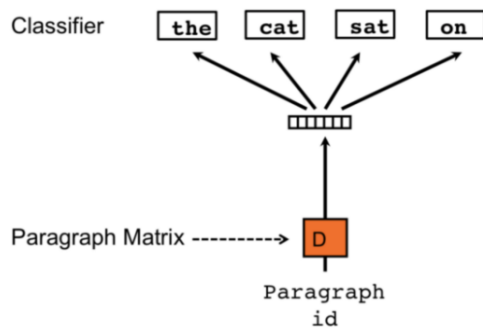 Classifier the cat sat on
Paragraph Matrix D
Paragraph
id